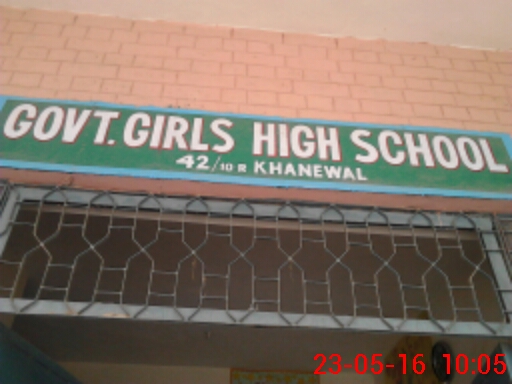 GOVT. GIRLS HIGH SCHOOL
42/10 R KHANEWAL
23-05-16 10:05